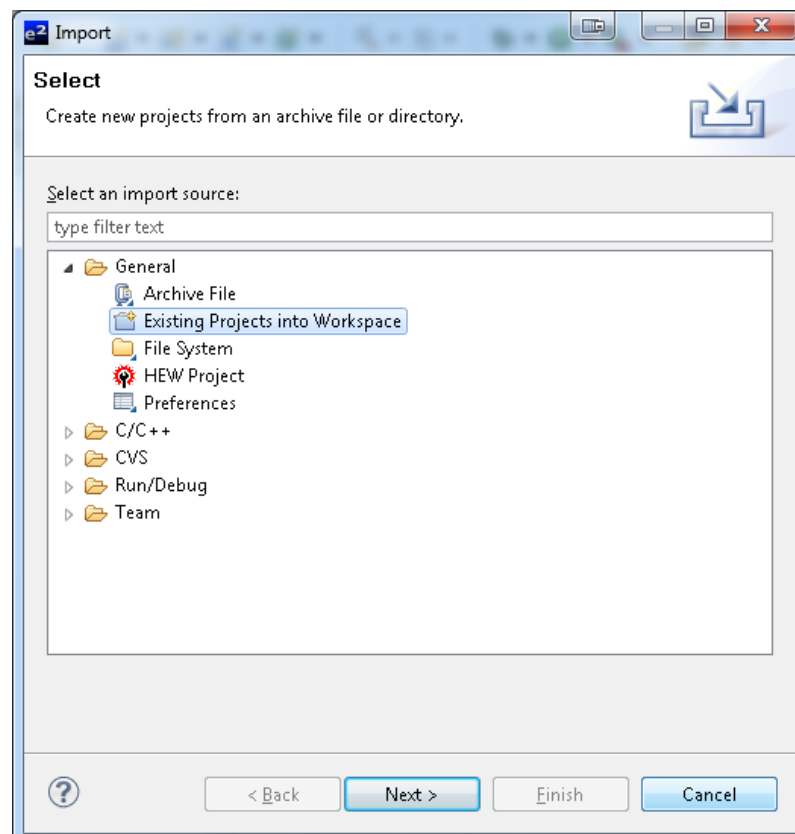 e² Import
Select
Create new projects from an archive file or directory.
Select an import source:
type filter text
General
Archive File
Existing Projects into Workspace
File System
HEW Project
Preferences
C/C++
CVS
Run/Debug
Team
? < Back Next > Finish Cancel